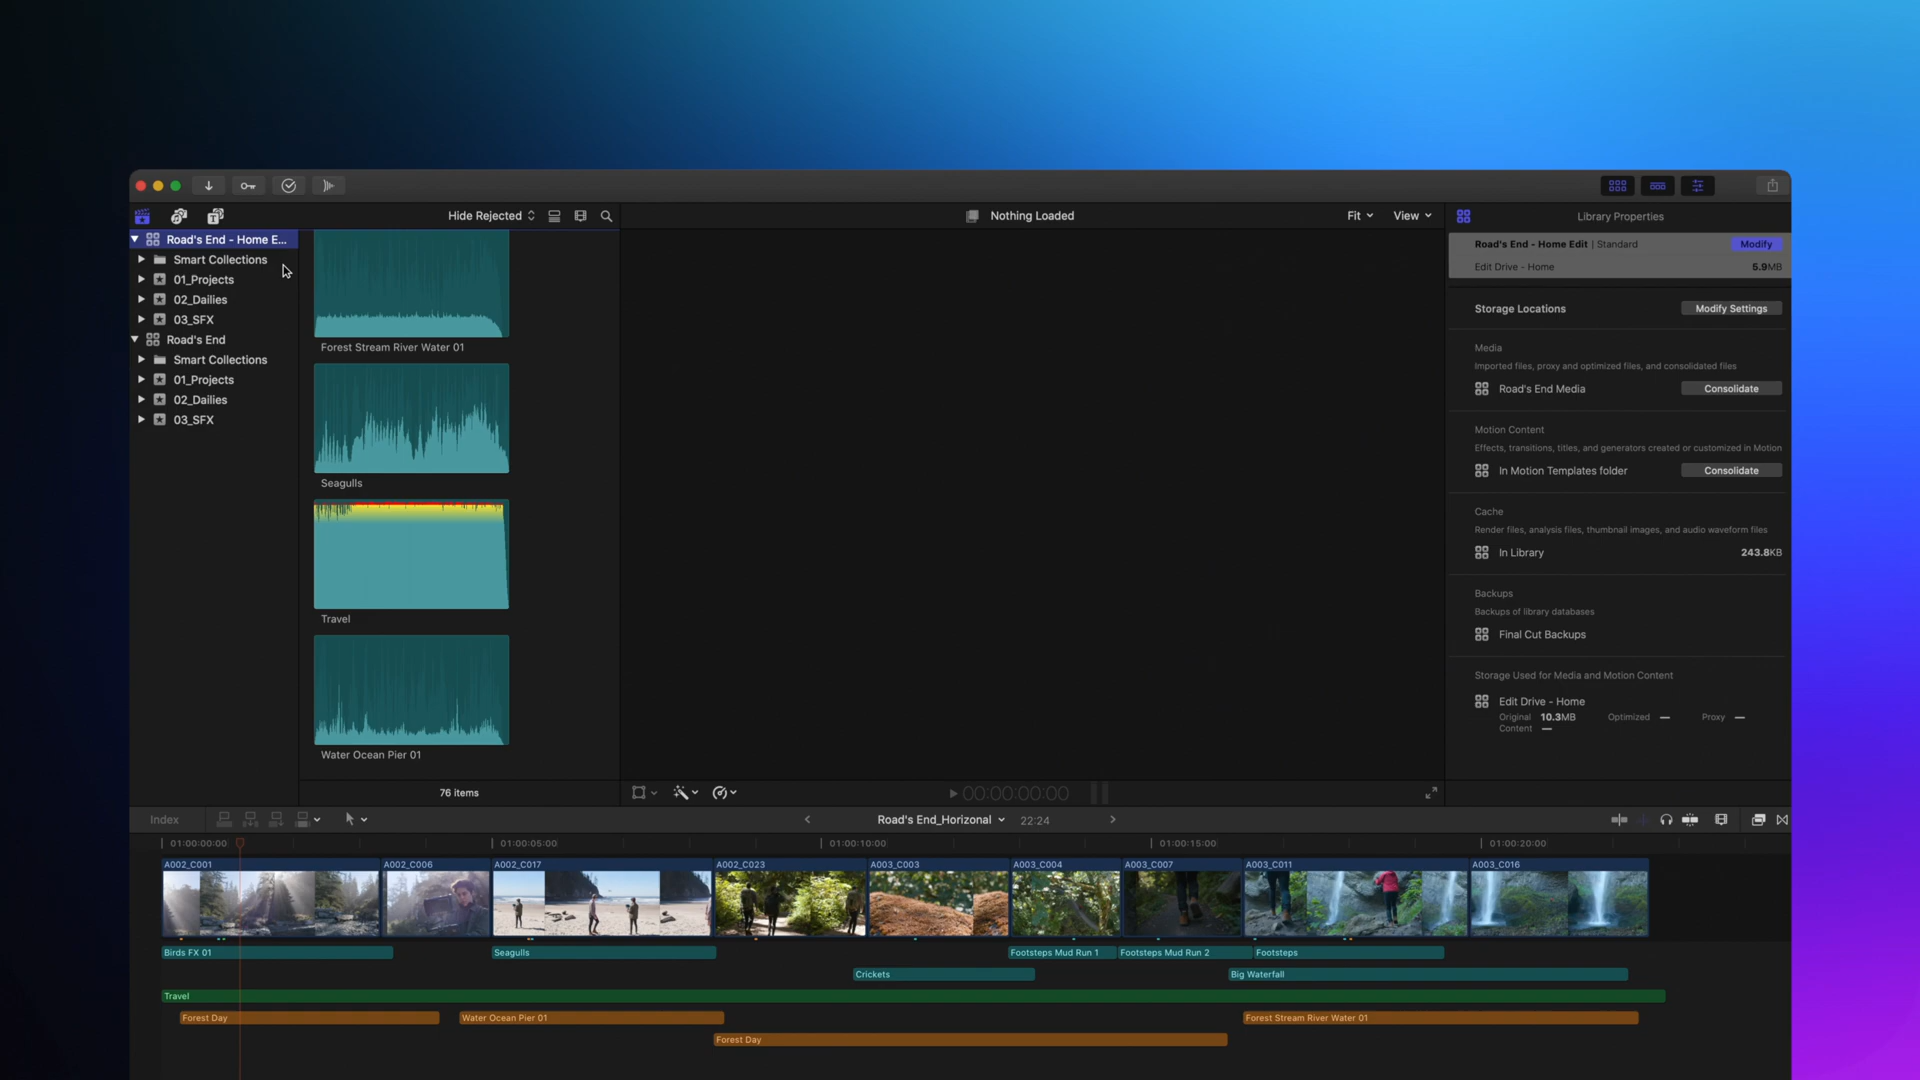 Hide Rejected
Nothing Loaded
Fit
View
Library Properties
Road's End - Home E...
Smart Collections
01_Projects
02_Dailies
03_SFX
Road's End
Smart Collections
01_Projects
02_Dailies
03_SFX
Forest Stream River Water 01
Seagulls
Travel
Water Ocean Pier 01
76 items
Road's End - Home Edit | Standard
Modify
Edit Drive - Home
5.9MB
Storage Locations
Modify Settings
Media
Imported files, proxy and optimized files, and consolidated files
Road's End Media
Consolidate
Motion Content
Effects, transitions, titles, and generators created or customized in Motion
In Motion Templates folder
Consolidate
Cache
Render files, analysis files, thumbnail images, and audio waveform files
In Library
243.8KB
Backups
Backups of library databases
Final Cut Backups
Storage Used for Media and Motion Content
Edit Drive - Home
Original 10.3MB Optimized — Proxy —
Content —
00:00:00:00
Index
Road's End_Horizonal
22:24
01:00:00:00
01:00:05:00
01:00:10:00
01:00:15:00
01:00:20:00
A002_C001
A002_C006
A002_C017
A002_C023
A003_C003
A003_C004
A003_C007
A003_C011
A003_C016
Birds FX 01
Seagulls
Footsteps Mud Run 1
Footsteps Mud Run 2
Footsteps
Crickets
Big Waterfall
Travel
Forest Day
Water Ocean Pier 01
Forest Stream River Water 01
Forest Day